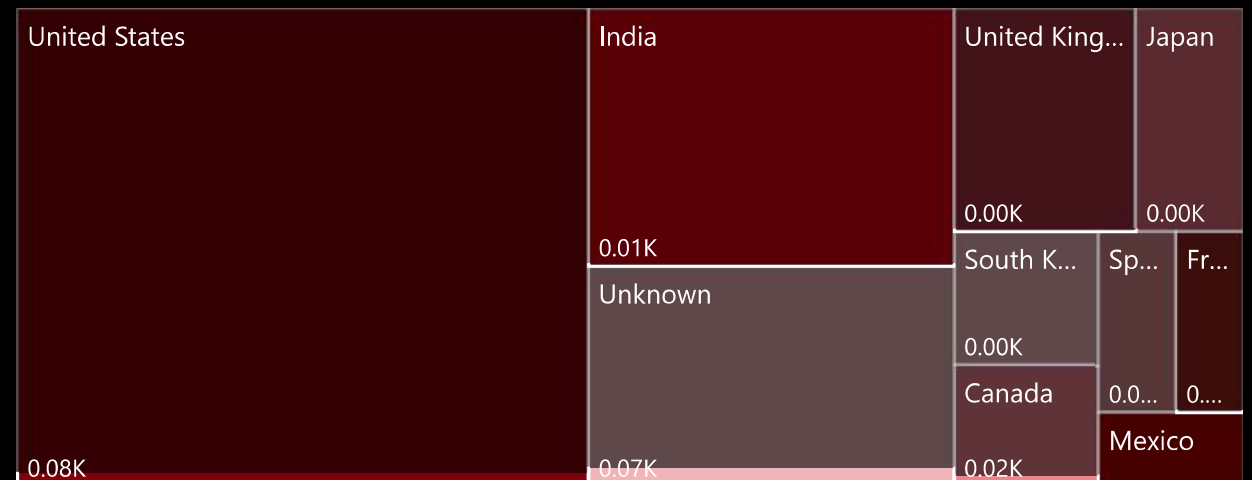 United States
0.08K
India
0.01K
Unknown
0.07K
United King...
0.00K
Japan
0.00K
South K...
0.00K
Sp...
0.0...
Fr...
0....
Canada
0.02K
Mexico